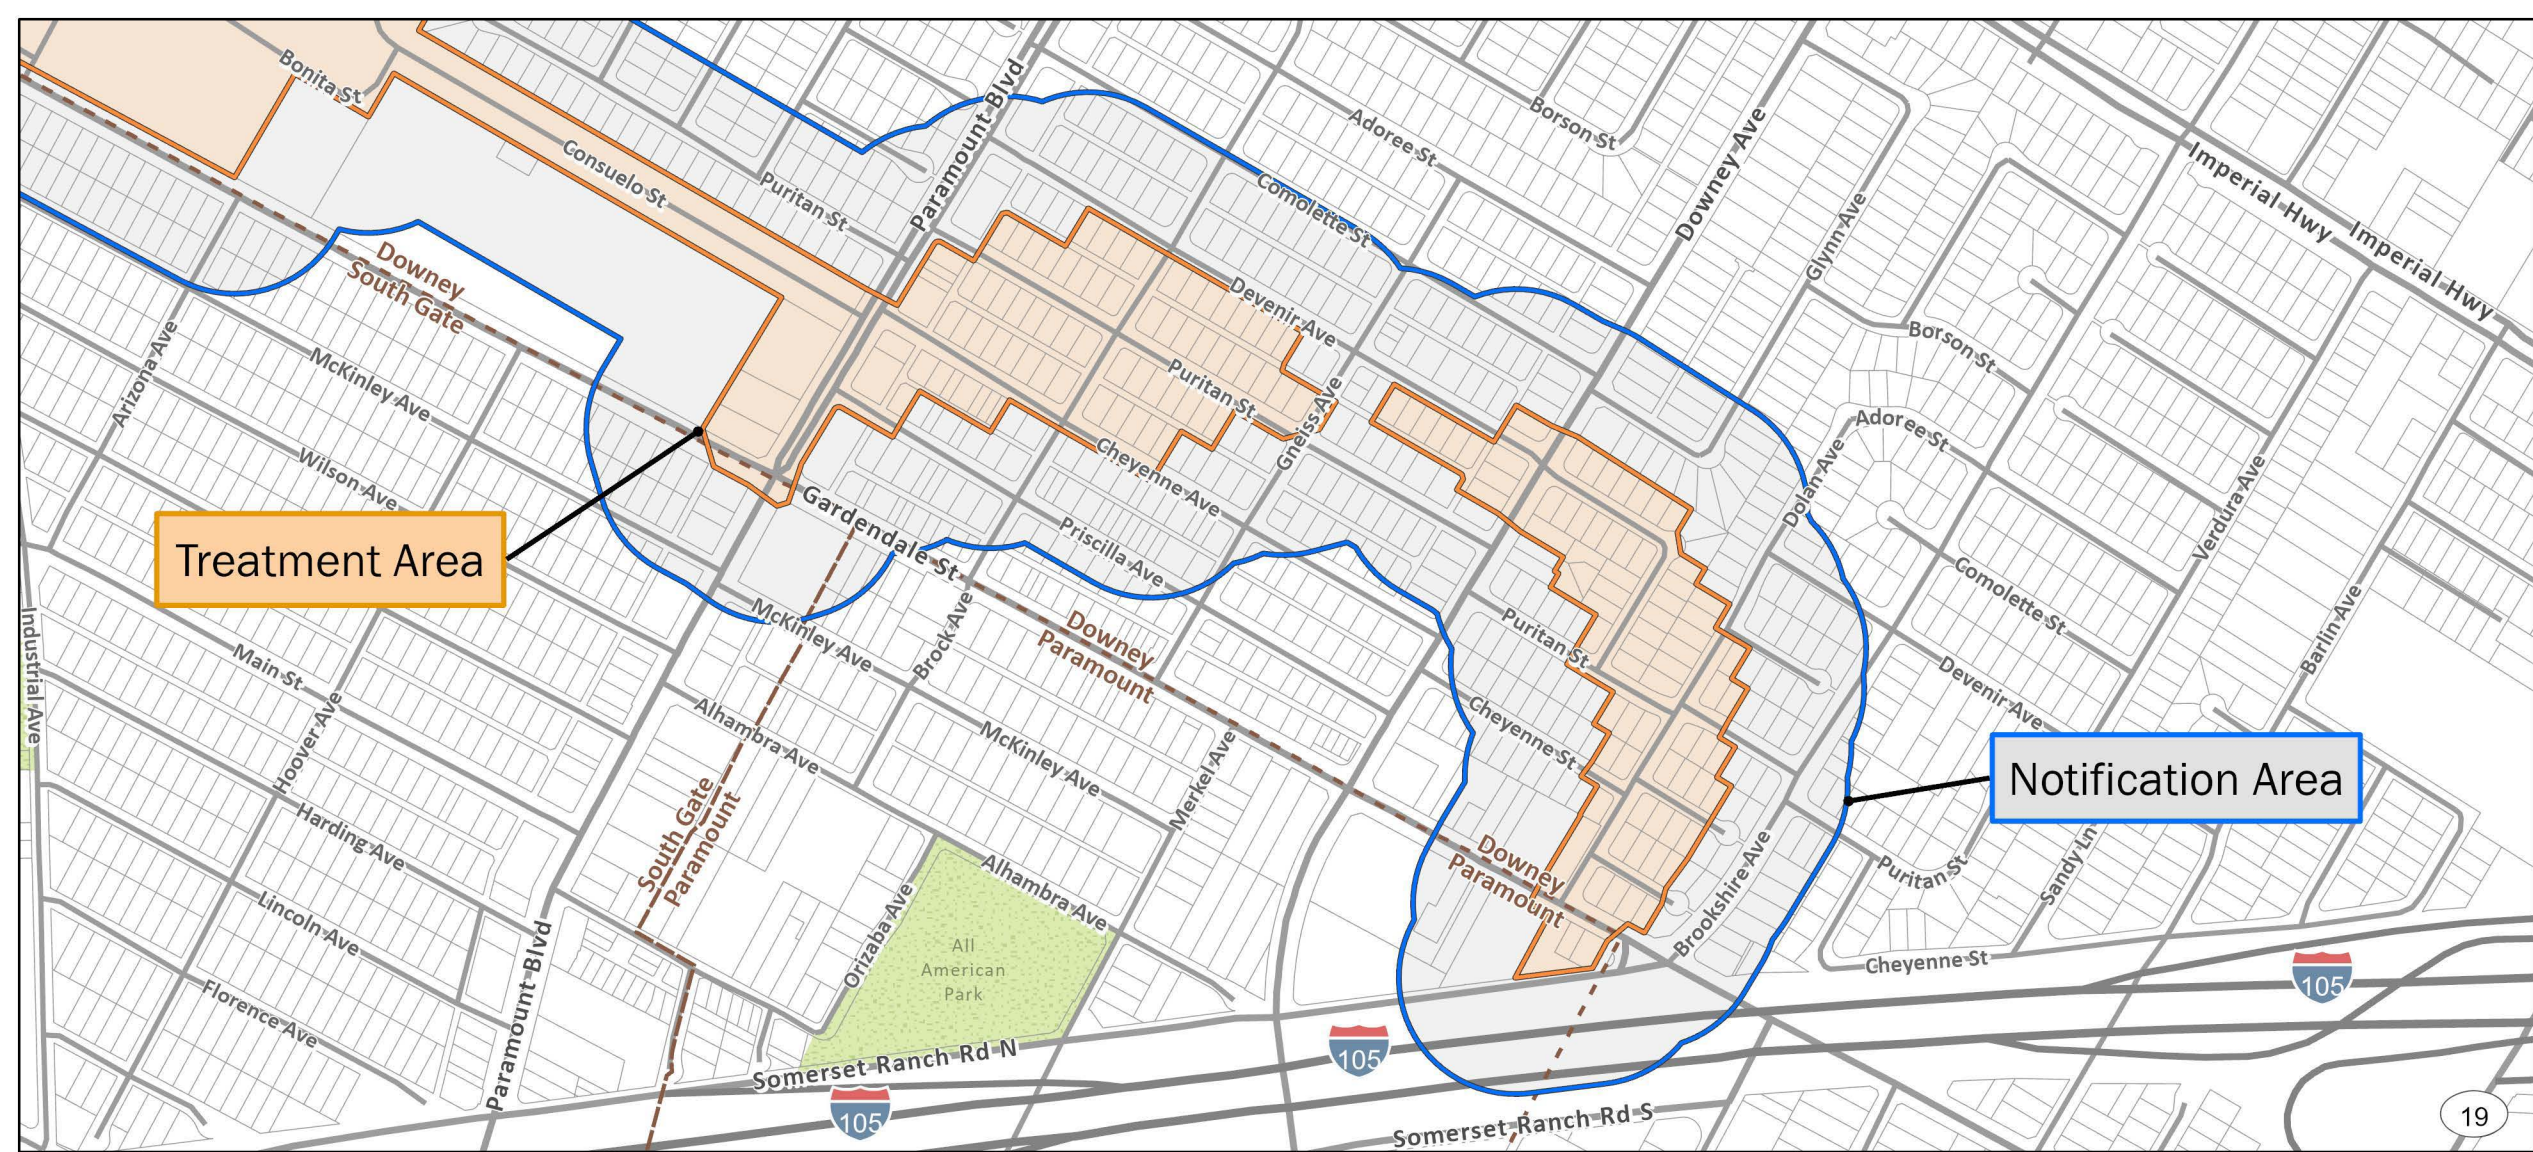 Bonita St
Consuelo St
Puritan St
Paramount Blvd
Adoree St
Borson St
Downey Ave
Comolette St
Glynn Ave
Imperial Hwy
Imperial Hwy
Downey
South Gate
Devenir Ave
Borson St
Arizona Ave
McKinley Ave
Puritan St
Gneiss Ave
Adoree St
Wilson Ave
Cheyenne Ave
Dolan Ave
Verdura Ave
Treatment Area
Gardendale St
Priscilla Ave
Comolette St
Industrial Ave
McKinley Ave
Brock Ave
Downey
Paramount
Puritan St
Barlin Ave
Main St
Hoover Ave
Alhambra Ave
McKinley Ave
Merkel Ave
Cheyenne St
Devenir Ave
Notification Area
Harding Ave
South Gate
Paramount
Downey
Paramount
Brookshire Ave
Puritan St
Sandy Ln
Lincoln Ave
Orizaba Ave
Alhambra Ave
All
American
Park
Cheyenne St
105
Florence Ave
Paramount Blvd
Somerset Ranch Rd N
105
105
Somerset Ranch Rd S
19